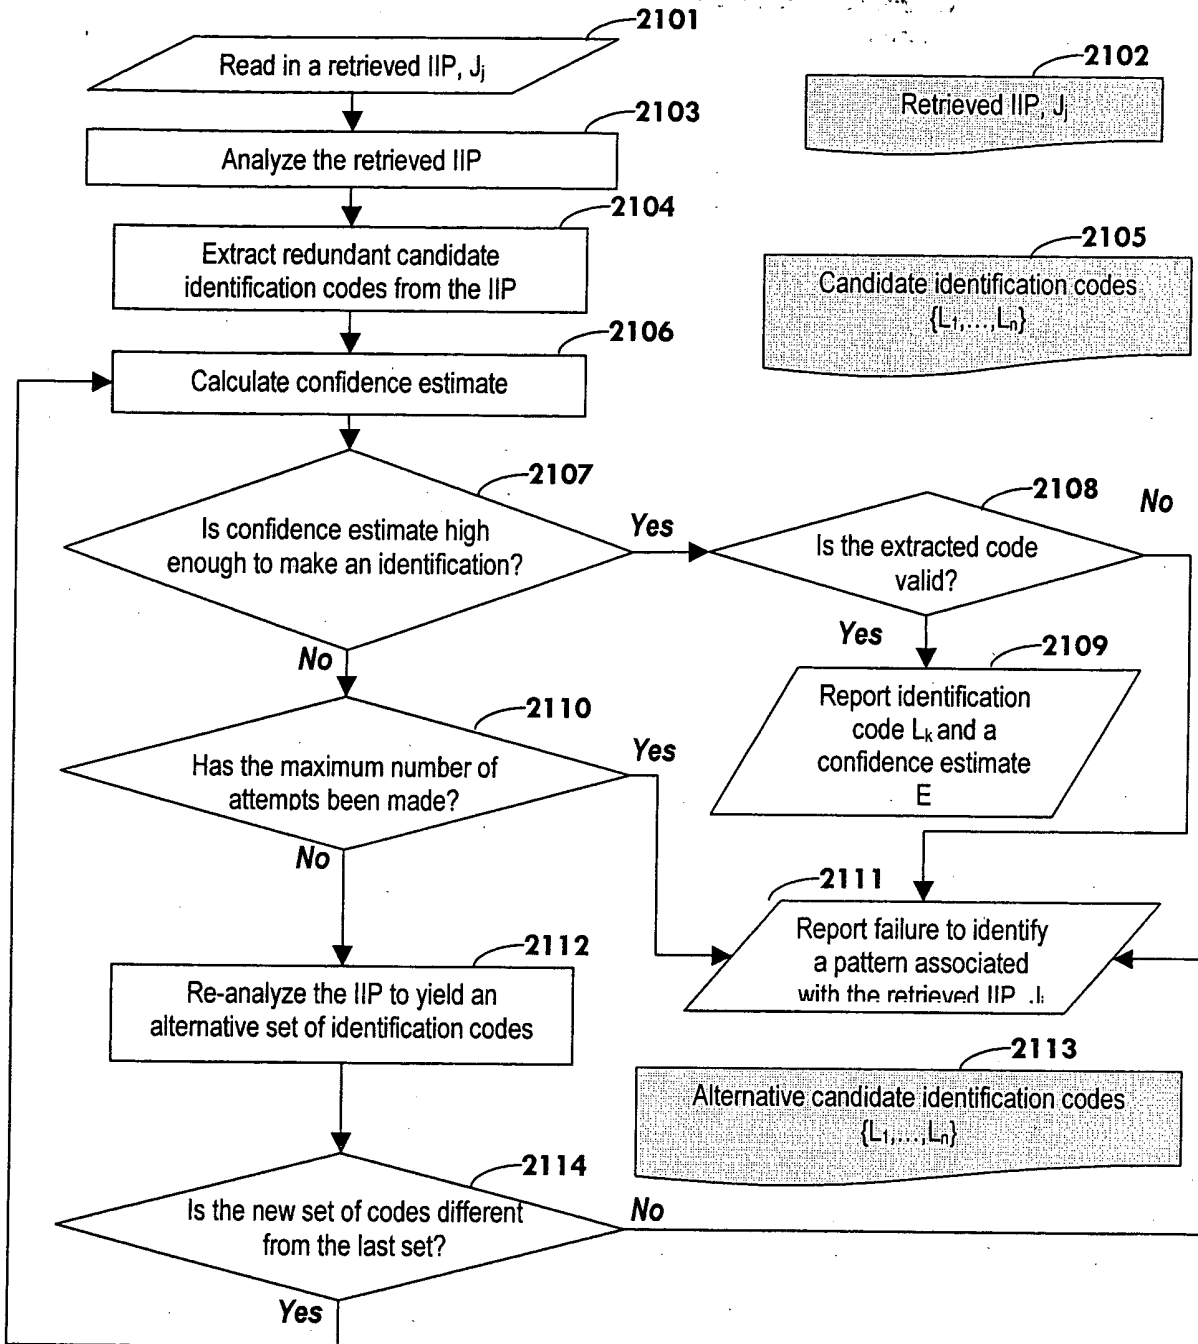 2101
Read in a retrieved IIP, Jj
2102
Retrieved IIP, Jj
2103
Analyze the retrieved IIP
2104
Extract redundant candidate
identification codes from the IIP
2105
Candidate identification codes
{L1,...,Ln}
2106
Calculate confidence estimate
2107
Is confidence estimate high
enough to make an identification?
Yes
No
2108
Is the extracted code
valid?
No
Yes
2109
Report identification
code Lk and a
confidence estimate
E
2110
Has the maximum number of
attempts been made?
Yes
No
2111
Report failure to identify
a pattern associated
with the retrieved IIP, Jj
2112
Re-analyze the IIP to yield an
alternative set of identification codes
2113
Alternative candidate identification codes
{L1,...,Ln}
2114
Is the new set of codes different
from the last set?
No
Yes